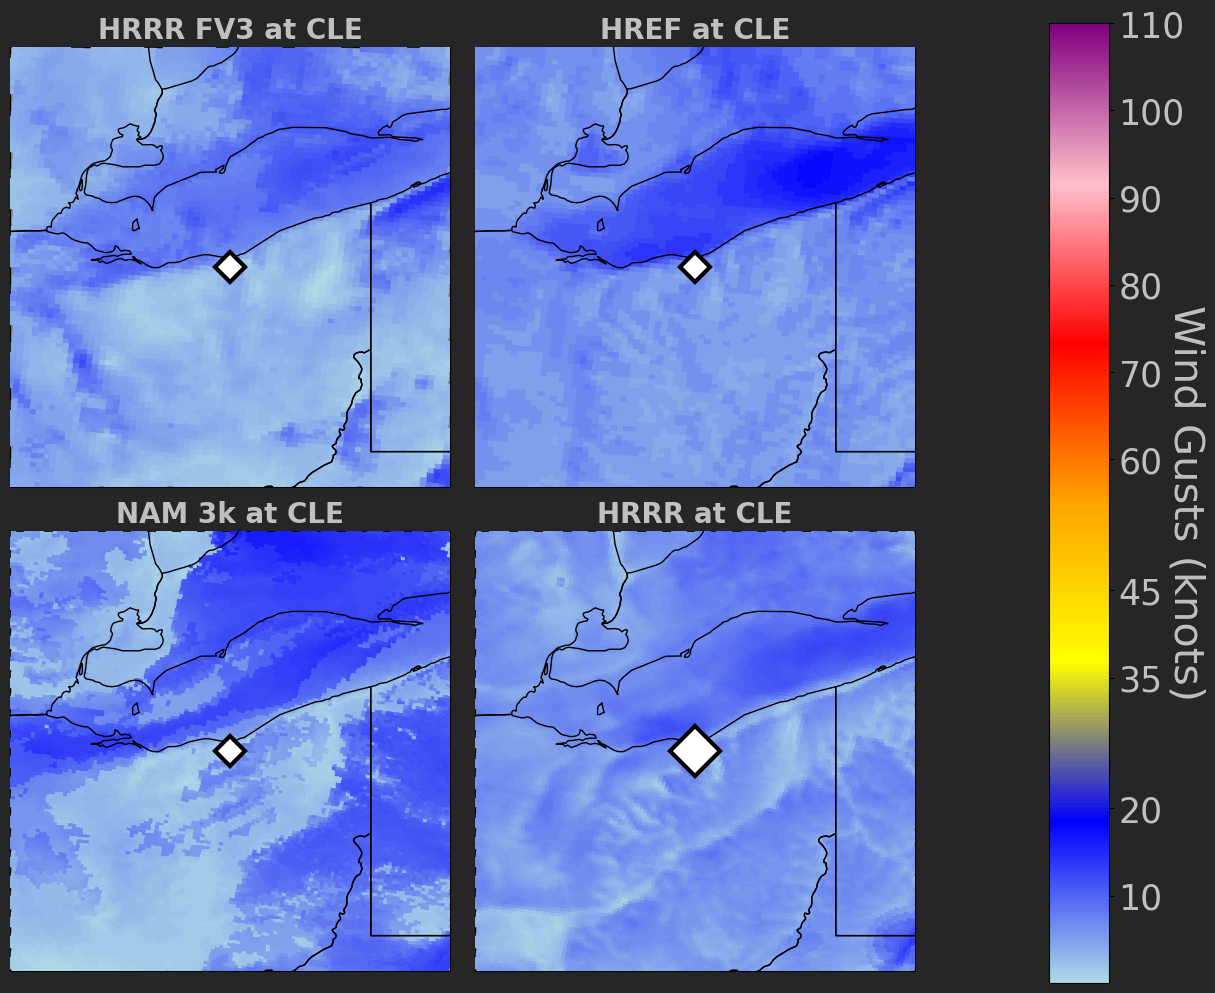 HRRR FV3 at CLE
HREF at CLE
NAM 3k at CLE
HRRR at CLE
110
100
90
80
70
60
45
35
20
10
Wind Gusts (knots)